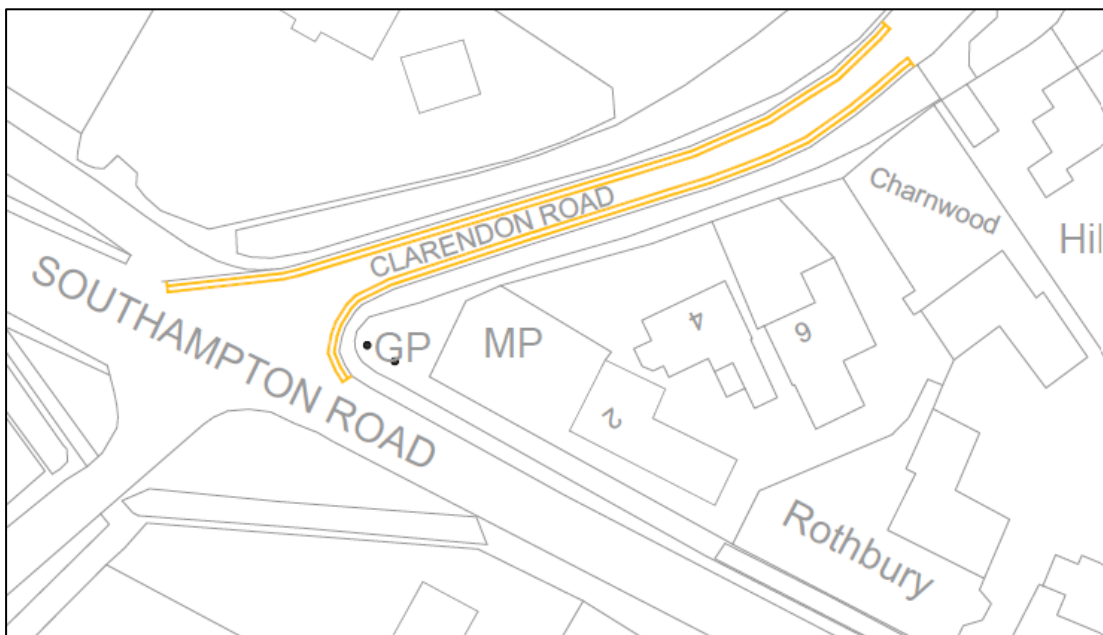 CLARENDON ROAD
Charnwood
Hil
SOUTHAMPTON ROAD
GP
MP
4
6
2
Rothbury